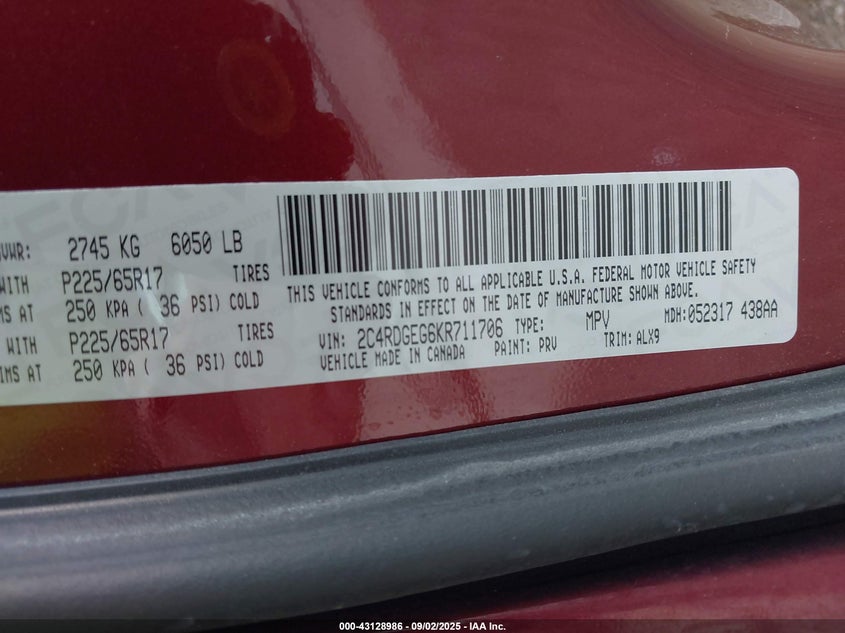 VWR: 2745 KG 6050 LB
WITH P225/65R17 TIRES
MS AT 250 KPA ( 36 PSI) COLD
WITH P225/65R17 TIRES
IMS AT 250 KPA ( 36 PSI) COLD
THIS VEHICLE CONFORMS TO ALL APPLICABLE U.S.A. FEDERAL MOTOR VEHICLE SAFETY
STANDARDS IN EFFECT ON THE DATE OF MANUFACTURE SHOWN ABOVE.
VIN: 2C4RDGEG6KR711706 TYPE: MPV MDH: 052317 438AA
VEHICLE MADE IN CANADA PAINT: PRV TRIM: ALX9
000-43128986 - 09/02/2025 - IAA Inc.